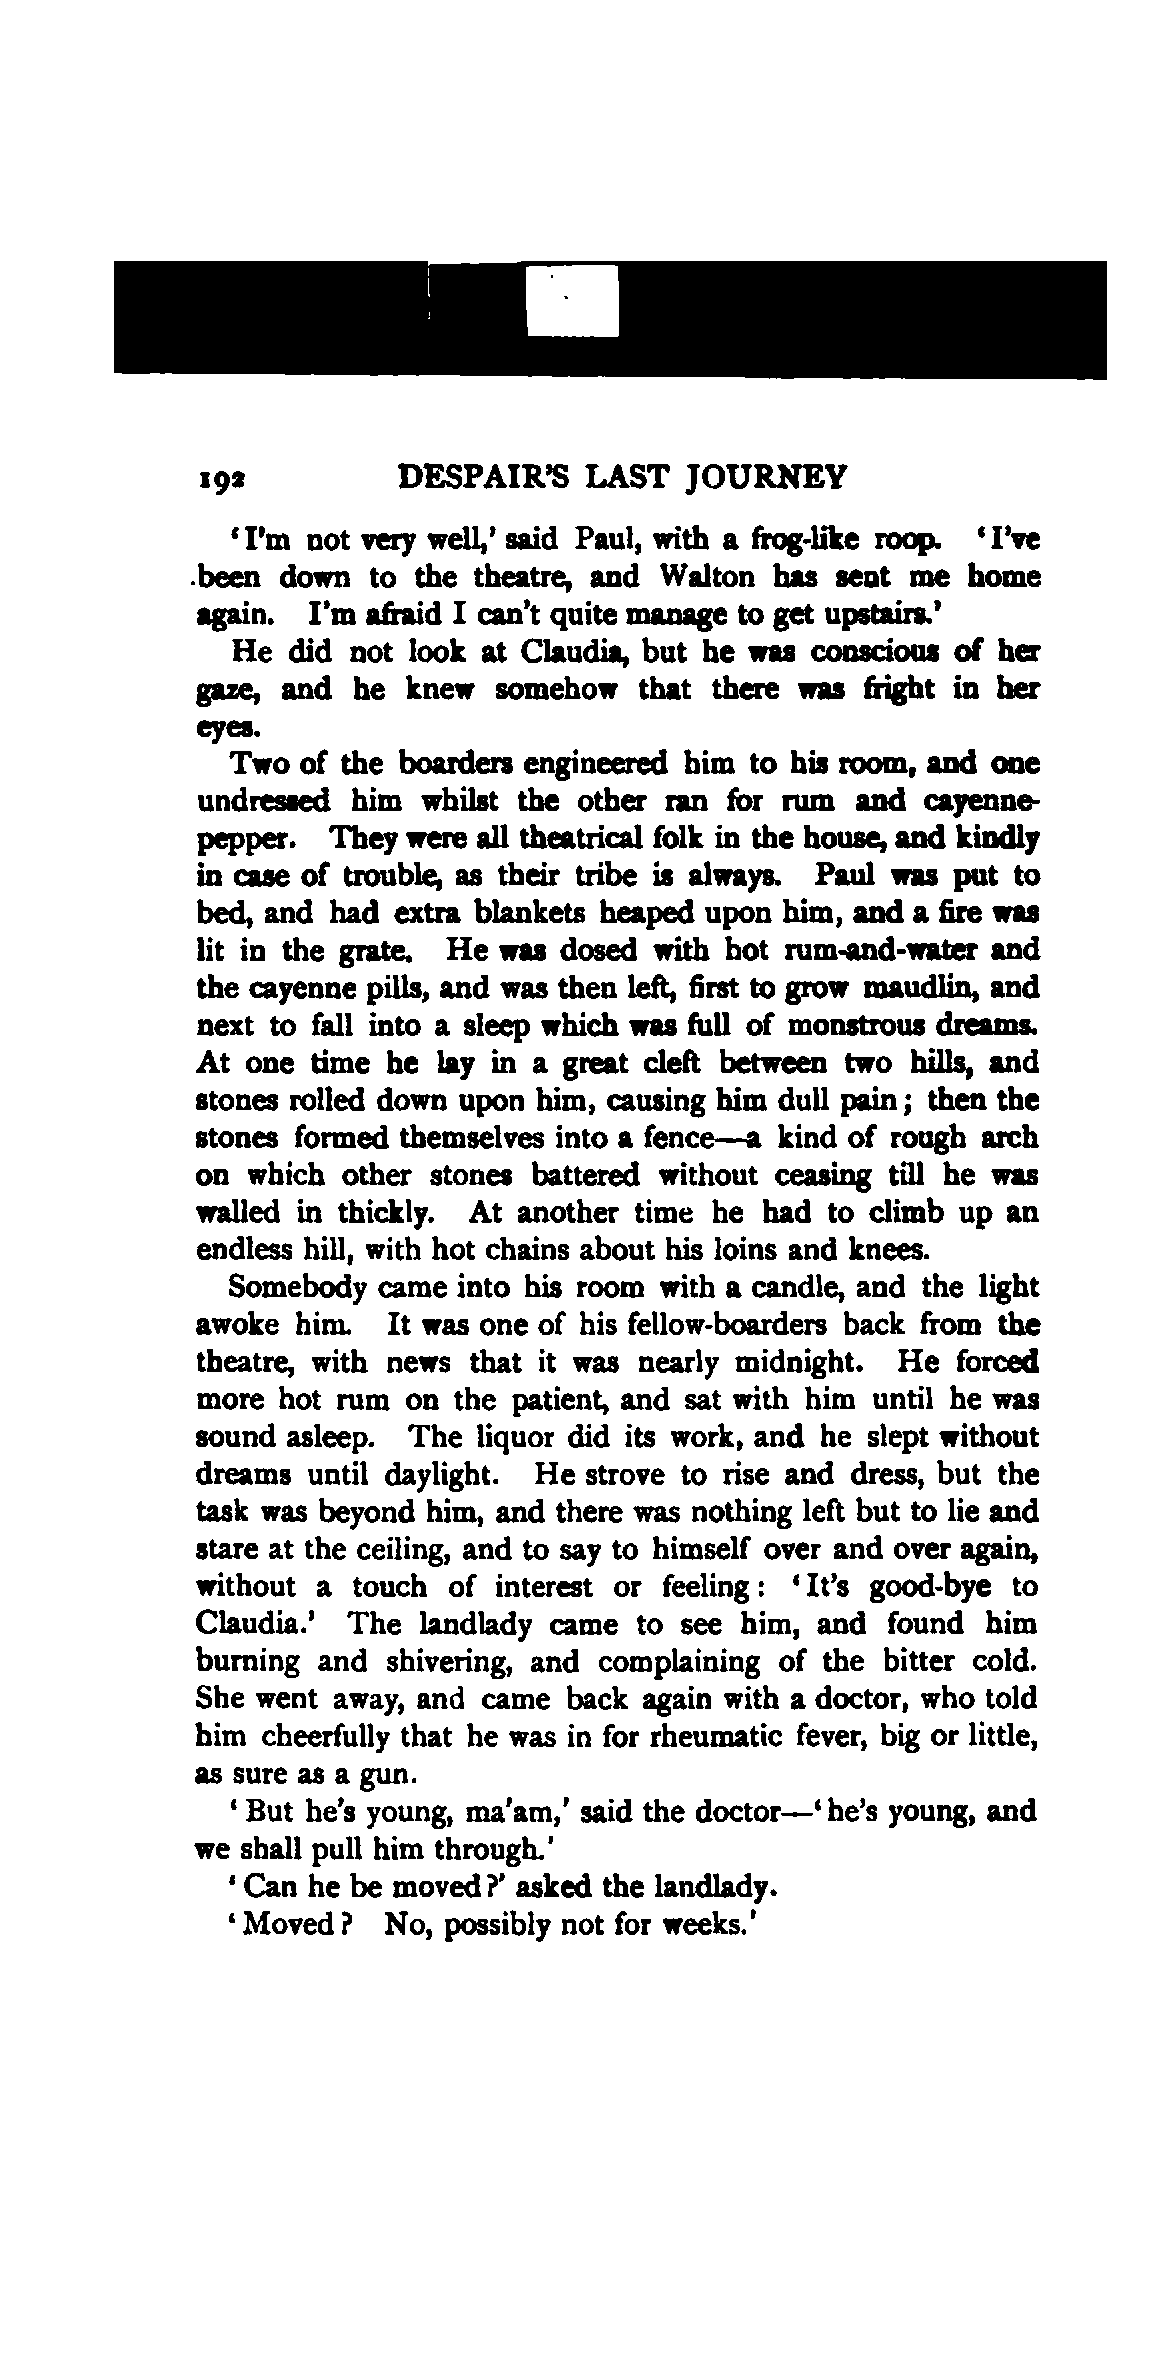 192 DESPAIR'S LAST JOURNEY
‘I'm not very well,’ said Paul, with a frog-like roop. ‘I've
been down to the theatre, and Walton has sent me home
again. I'm afraid I can't quite manage to get upstairs.’
He did not look at Claudia, but he was conscious of her
gaze, and he knew somehow that there was fright in her
eyes.
Two of the boarders engineered him to his room, and one
undressed him whilst the other ran for rum and cayenne-
pepper. They were all theatrical folk in the house, and kindly
in case of trouble, as their tribe is always. Paul was put to
bed, and had extra blankets heaped upon him, and a fire was
lit in the grate. He was dosed with hot rum-and-water and
the cayenne pills, and was then left, first to grow maudlin, and
next to fall into a sleep which was full of monstrous dreams.
At one time he lay in a great cleft between two hills, and
stones rolled down upon him, causing him dull pain; then the
stones formed themselves into a fence—a kind of rough arch
on which other stones battered without ceasing till he was
walled in thickly. At another time he had to climb up an
endless hill, with hot chains about his loins and knees.
Somebody came into his room with a candle, and the light
awoke him. It was one of his fellow-boarders back from the
theatre, with news that it was nearly midnight. He forced
more hot rum on the patient, and sat with him until he was
sound asleep. The liquor did its work, and he slept without
dreams until daylight. He strove to rise and dress, but the
task was beyond him, and there was nothing left but to lie and
stare at the ceiling, and to say to himself over and over again,
without a touch of interest or feeling: ‘It's good-bye to
Claudia.’ The landlady came to see him, and found him
burning and shivering, and complaining of the bitter cold.
She went away, and came back again with a doctor, who told
him cheerfully that he was in for rheumatic fever, big or little,
as sure as a gun.
‘But he's young, ma'am,’ said the doctor—‘he's young, and
we shall pull him through.’
‘Can he be moved?’ asked the landlady.
‘Moved? No, possibly not for weeks.’